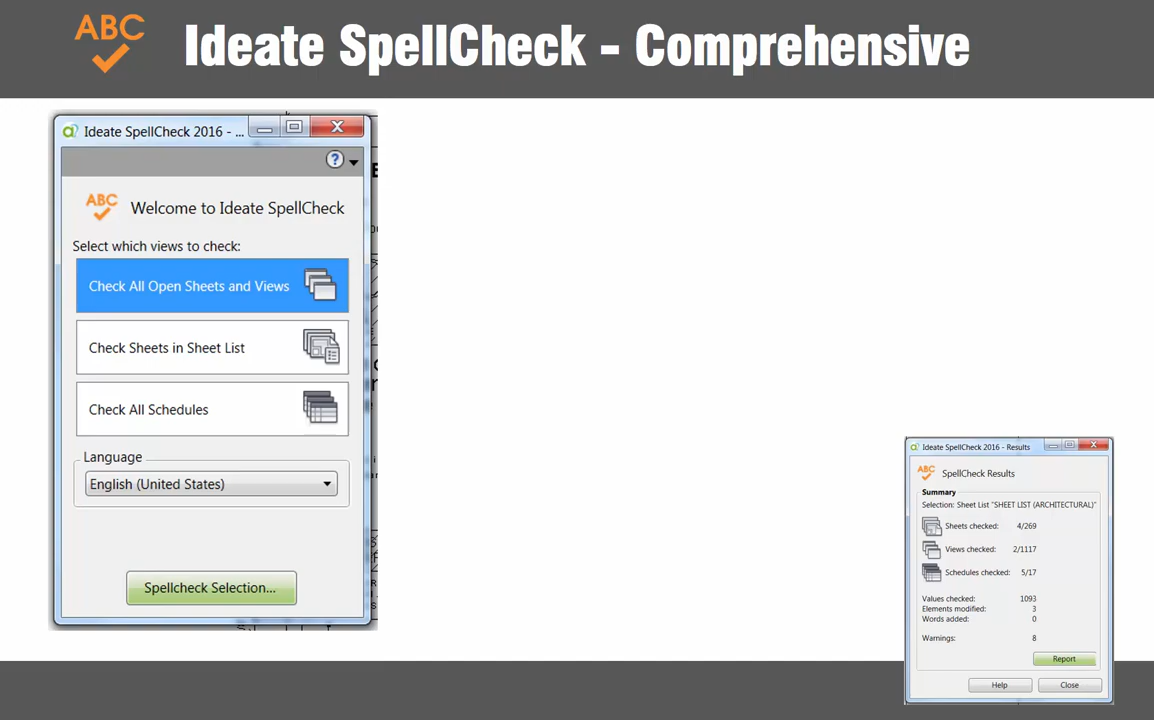 ABC
Ideate SpellCheck - Comprehensive
Ideate SpellCheck 2016 - ...
?
ABC
Welcome to Ideate SpellCheck
Select which views to check:
Check All Open Sheets and Views
Check Sheets in Sheet List
Check All Schedules
Language
English (United States)
Spellcheck Selection...
Ideate SpellCheck 2016 - Results
ABC
SpellCheck Results
Summary
Selection: Sheet List "SHEET LIST (ARCHITECTURAL)"
Sheets checked: 4/269
Views checked: 2/1117
Schedules checked: 5/17
Values checked: 1093
Elements modified: 3
Words added: 0
Warnings: 8
Report
Help
Close